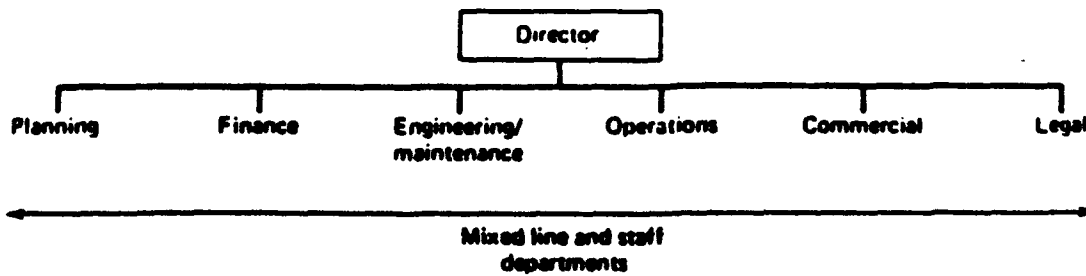 Director
Planning
Finance
Engineering/
maintenance
Operations
Commercial
Legal
Mixed line and staff
departments